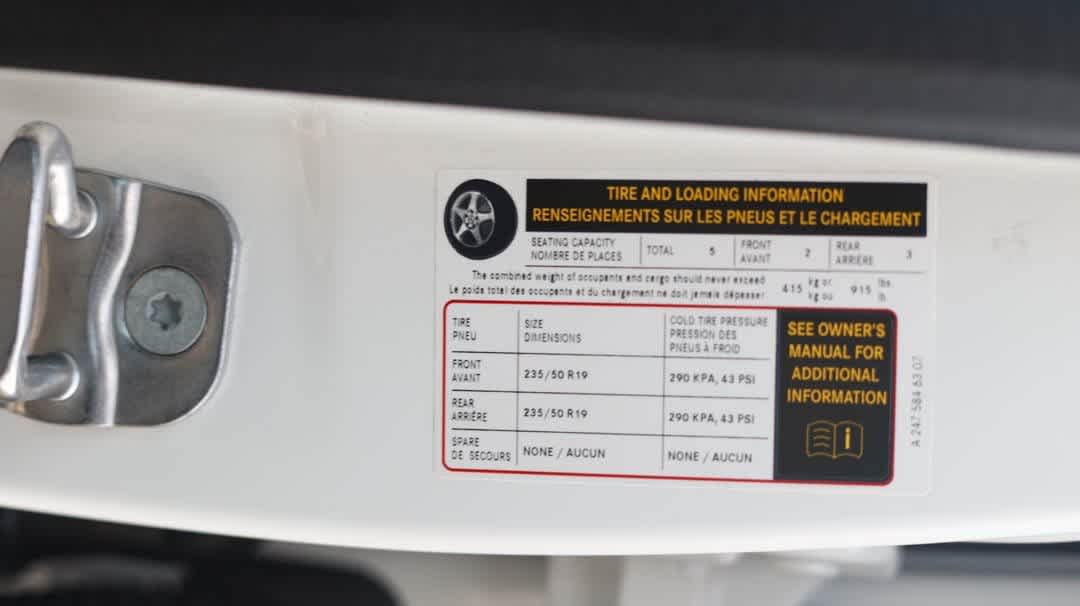 TIRE AND LOADING INFORMATION
RENSEIGNEMENTS SUR LES PNEUS ET LE CHARGEMENT
SEATING CAPACITY
NOMBRE DE PLACES
TOTAL 5
FRONT
AVANT
2
REAR
ARRIÈRE
3
The combined weight of occupants and cargo should never exceed
Le poids total des occupants et du chargement ne doit jamais dépasser
415 kg or
kg ou
915 lbs.
lb
TIRE
PNEU
SIZE
DIMENSIONS
COLD TIRE PRESSURE
PRESSION DES
PNEUS À FROID
FRONT
AVANT
235/50 R19
290 KPA, 43 PSI
REAR
ARRIÈRE
235/50 R19
290 KPA, 43 PSI
SPARE
DE SECOURS
NONE / AUCUN
NONE / AUCUN
SEE OWNER'S
MANUAL FOR
ADDITIONAL
INFORMATION
i
A 247 584 63 07